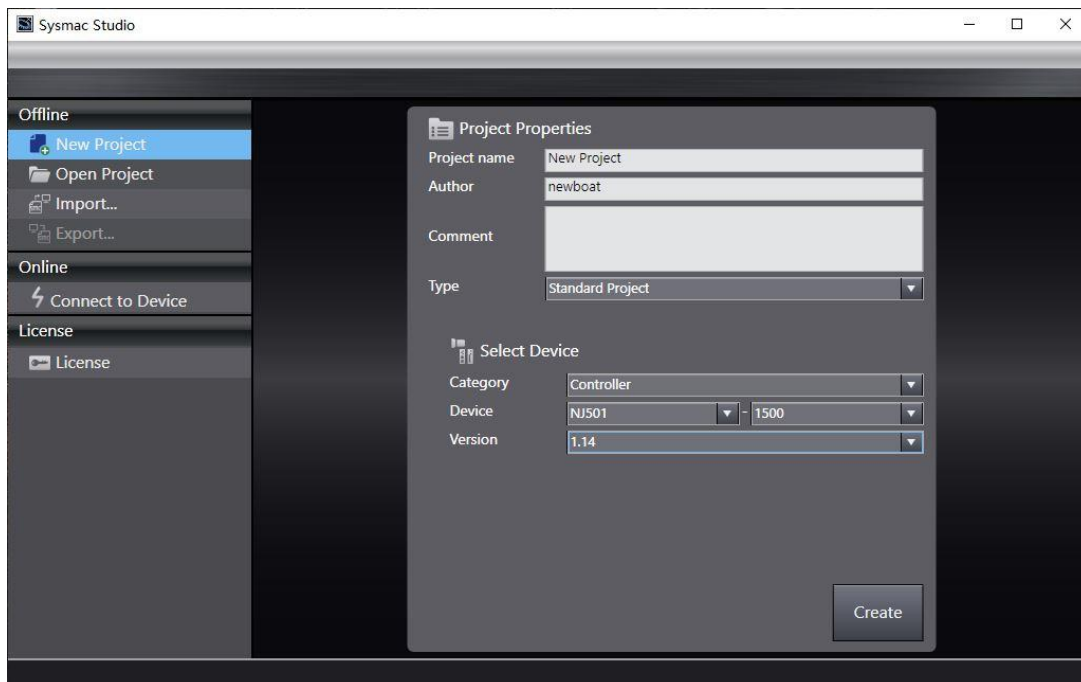 Sysmac Studio
Offline
New Project
Open Project
Import...
Export...
Online
Connect to Device
License
License
Project Properties
Project name New Project
Author newboat
Comment
Type Standard Project
Select Device
Category Controller
Device NJ501 - 1500
Version 1.14
Create